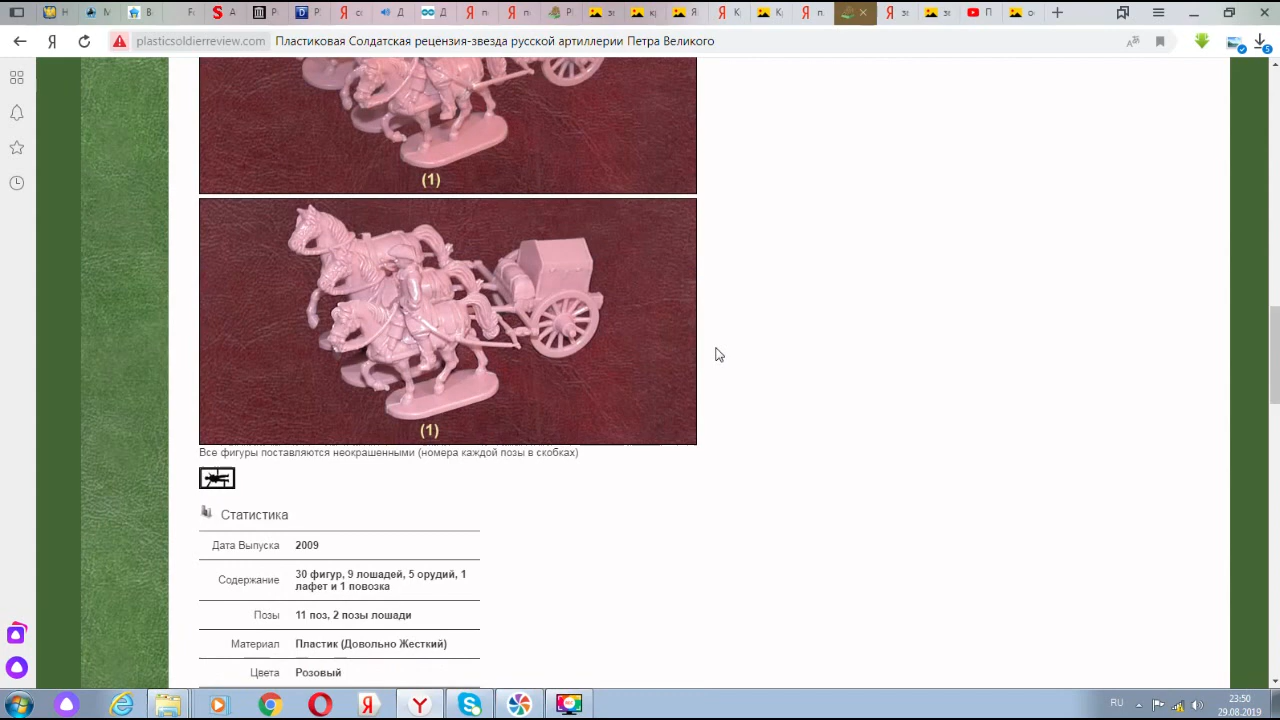 plasticsoldierreview.com Пластиковая Солдатская рецензия-звезда русской артиллерии Петра Великого
(1)
(1)
Все фигуры поставляются неокрашенными (номера каждой позы в скобках)
Статистика
Дата Выпуска 2009
Содержание 30 фигур, 9 лошадей, 5 орудий, 1
лафет и 1 повозка
Позы 11 поз, 2 позы лошади
Материал Пластик (Довольно Жесткий)
Цвета Розовый
RU
23:50
29.08.2019